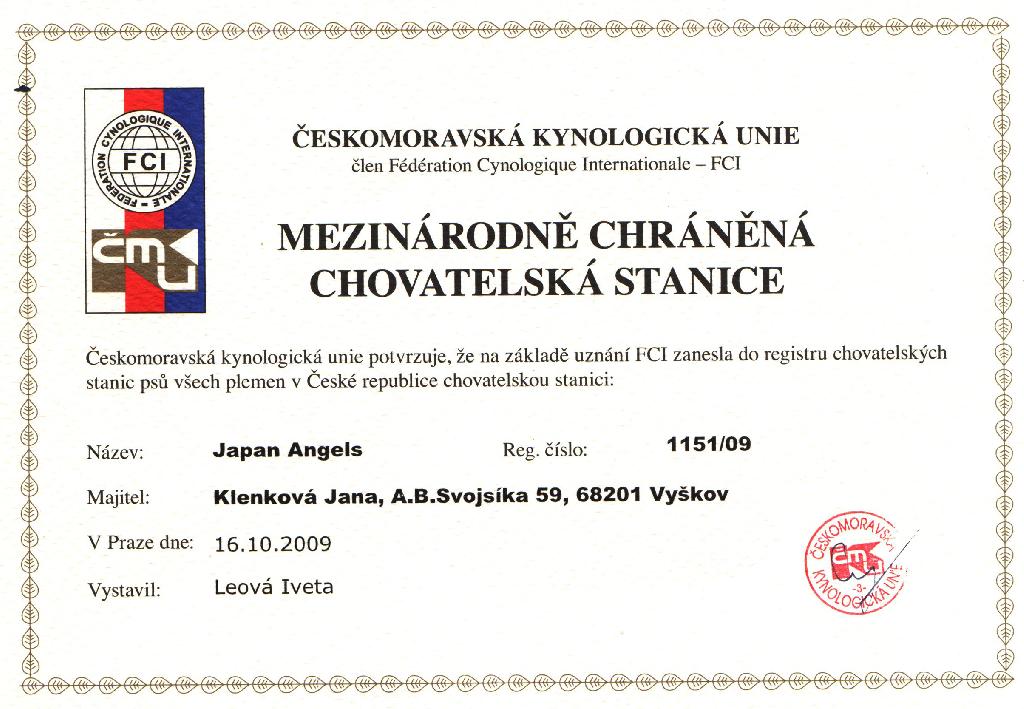 FEDERATION CYNOLOGIQUE INTERNATIONALE –
FCI
ČMKU
ČESKOMORAVSKÁ KYNOLOGICKÁ UNIE
člen Fédération Cynologique Internationale – FCI
MEZINÁRODNĚ CHRÁNĚNÁ
CHOVATELSKÁ STANICE
Českomoravská kynologická unie potvrzuje, že na základě uznání FCI zanesla do registru chovatelských
stanic psů všech plemen v České republice chovatelskou stanici:
Název: Japan Angels Reg. číslo: 1151/09
Majitel: Klenková Jana, A.B.Svojsíka 59, 68201 Vyškov
V Praze dne: 16.10.2009
Vystavil: Leová Iveta
ČESKOMORAVSKÁ
KYNOLOGICKÁ UNIE
ČMKU
-3-